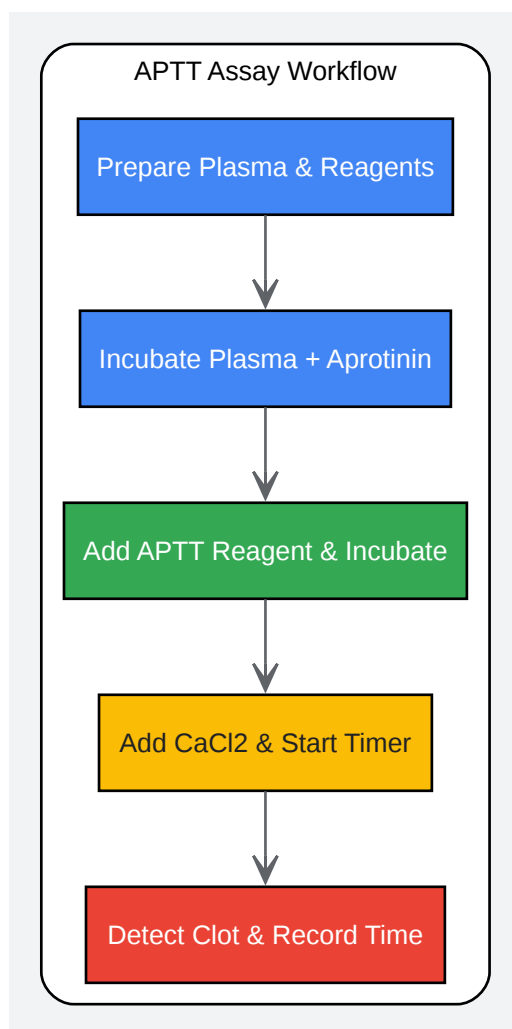 APTT Assay Workflow
Prepare Plasma & Reagents
Incubate Plasma + Aprotinin
Add APTT Reagent & Incubate
Add CaCl2 & Start Timer
Detect Clot & Record Time